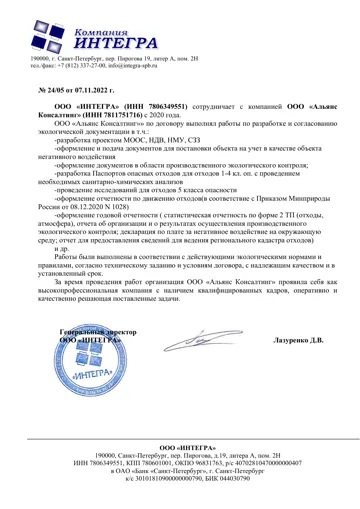 Компания
ИНТЕГРА
190000, г. Санкт-Петербург, пер. Пирогова 19, литер А, пом. 2Н
тел./факс: +7 (812) 337-27-00, info@integra-spb.ru
№ 24/05 от 07.11.2022 г.
ООО «ИНТЕГРА» (ИНН 7806349551) сотрудничает с компанией ООО «Альянс
Консалтинг» (ИНН 7811751716) с 2020 года.
ООО «Альянс Консалтинг»» по договору выполнял работы по разработке и согласованию
экологической документации в т.ч.:
-разработка проектом МООС, НДВ, НМУ, СЗЗ
-оформление и подача документов для постановки объекта на учет в качестве объекта
негативного воздействия
-оформление документов в области производственного экологического контроля;
-разработка Паспортов опасных отходов для отходов 1-4 кл. оп. с проведением
необходимых санитарно-химических анализов
-проведение исследований для отходов 5 класса опасности
-оформление отчетности по движению отходов(в соответствие с Приказом Минприроды
России от 08.12.2020 N 1028)
-оформление годовой отчетности ( статистическая отчетность по форме 2 ТП (отходы,
атмосфера), отчета об организации и о результатах осуществления производственного
экологического контроля; декларация по плате за негативное воздействие на окружающую
среду; отчет для предоставления сведений для ведения регионального кадастра отходов)
и др.
Работы были выполнены в соответствии с действующими экологическими нормами и
правилами, согласно техническому заданию и условиям договора, с надлежащим качеством и в
установленный срок.
За время проведения работ организация ООО «Альянс Консалтинг» проявила себя как
высокопрофессиональная компания с наличием квалифицированных кадров, оперативно и
качественно решающая поставленные задачи.
Генеральный директор
ООО «ИНТЕГРА» Лазуренко Д.В.
«ИНТЕГРА»
ООО «ИНТЕГРА»
190000, Санкт-Петербург, пер. Пирогова, д.19, литера А, пом. 2Н
ИНН 7806349551, КПП 780601001, ОКПО 96831763, р/с 40702810470000000407
в ОАО «Банк «Санкт-Петербург», г. Санкт-Петербург
к/с 30101810900000000790, БИК 044030790